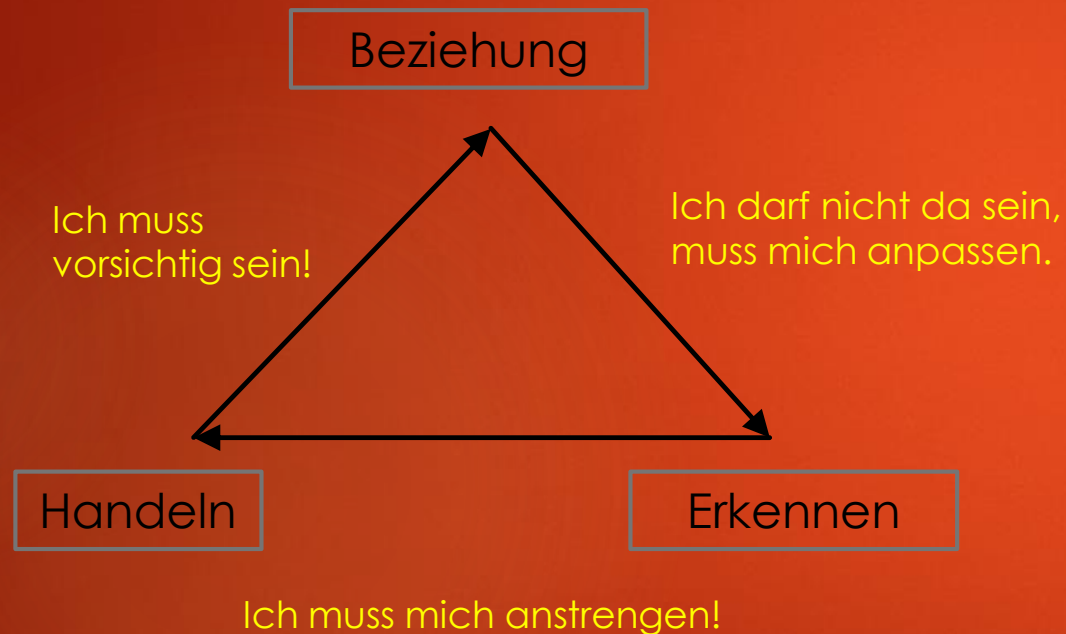 Beziehung
Ich muss
vorsichtig sein!
Ich darf nicht da sein,
muss mich anpassen.
Handeln
Erkennen
Ich muss mich anstrengen!